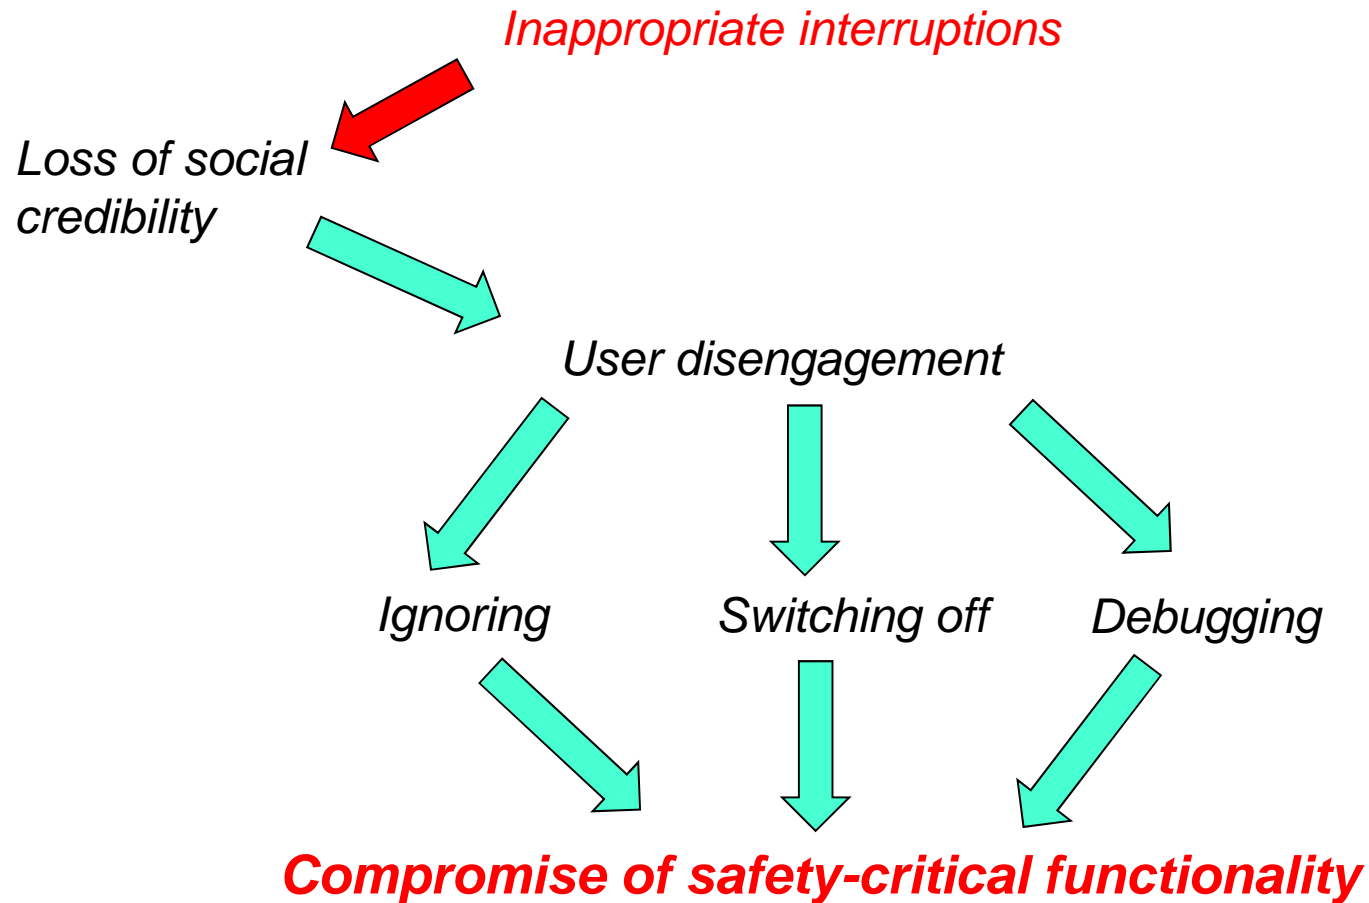 Inappropriate interruptions
Loss of social
credibility
User disengagement
Ignoring
Switching off
Debugging
Compromise of safety-critical functionality